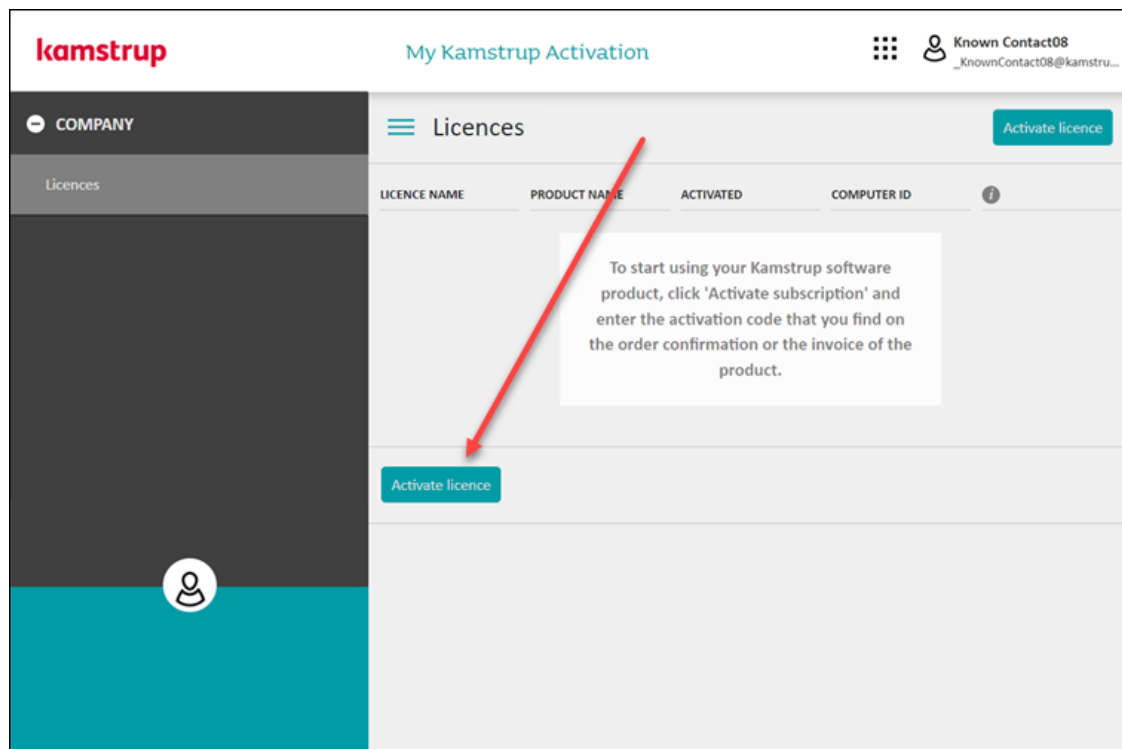 kamstrup
My Kamstrup Activation
Known Contact08
_KnownContact08@kamstru...
COMPANY
Licences
Activate licence
Licences
LICENCE NAME PRODUCT NAME ACTIVATED COMPUTER ID i
To start using your Kamstrup software
product, click 'Activate subscription' and
enter the activation code that you find on
the order confirmation or the invoice of the
product.
Activate licence